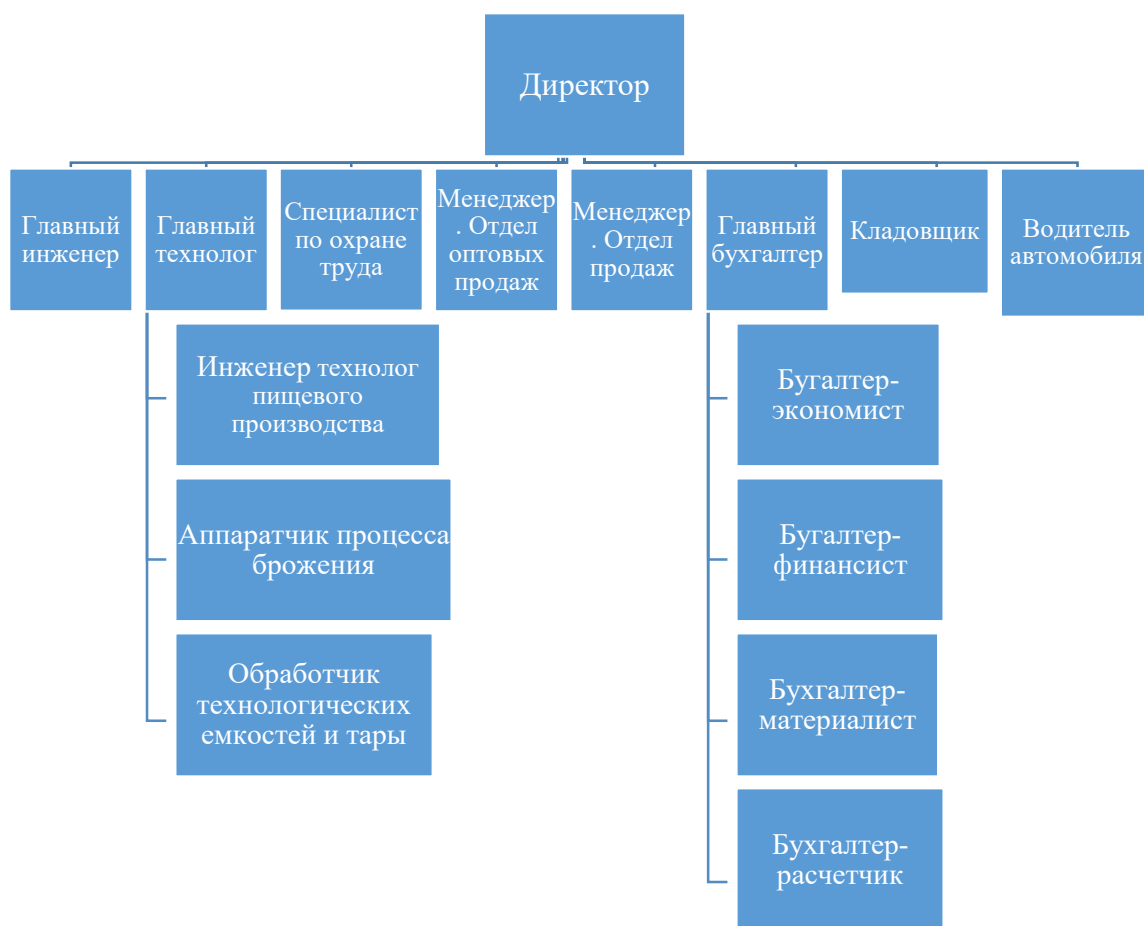 Директор
Главный
инженер
Главный
технолог
Специалист
по охране
труда
Менеджер
. Отдел
оптовых
продаж
Менеджер
. Отдел
продаж
Главный
бухгалтер
Кладовщик
Водитель
автомобиля
Инженер технолог
пищевого
производства
Аппаратчик процесса
брожения
Обработчик
технологических
емкостей и тары
Бугалтер-
экономист
Бугалтер-
финансист
Бухгалтер-
материалист
Бухгалтер-
расчетчик